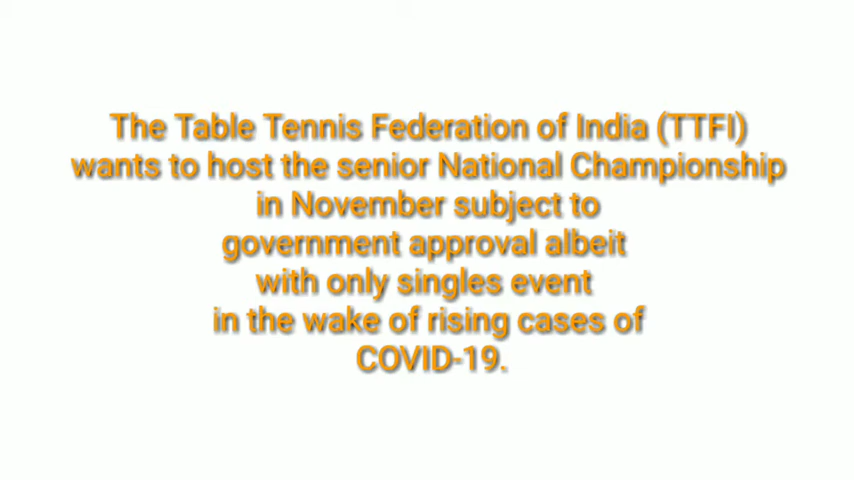 The Table Tennis Federation of India (TTFI)
wants to host the senior National Championship
in November subject to
government approval albeit
with only singles event
in the wake of rising cases of
COVID-19.